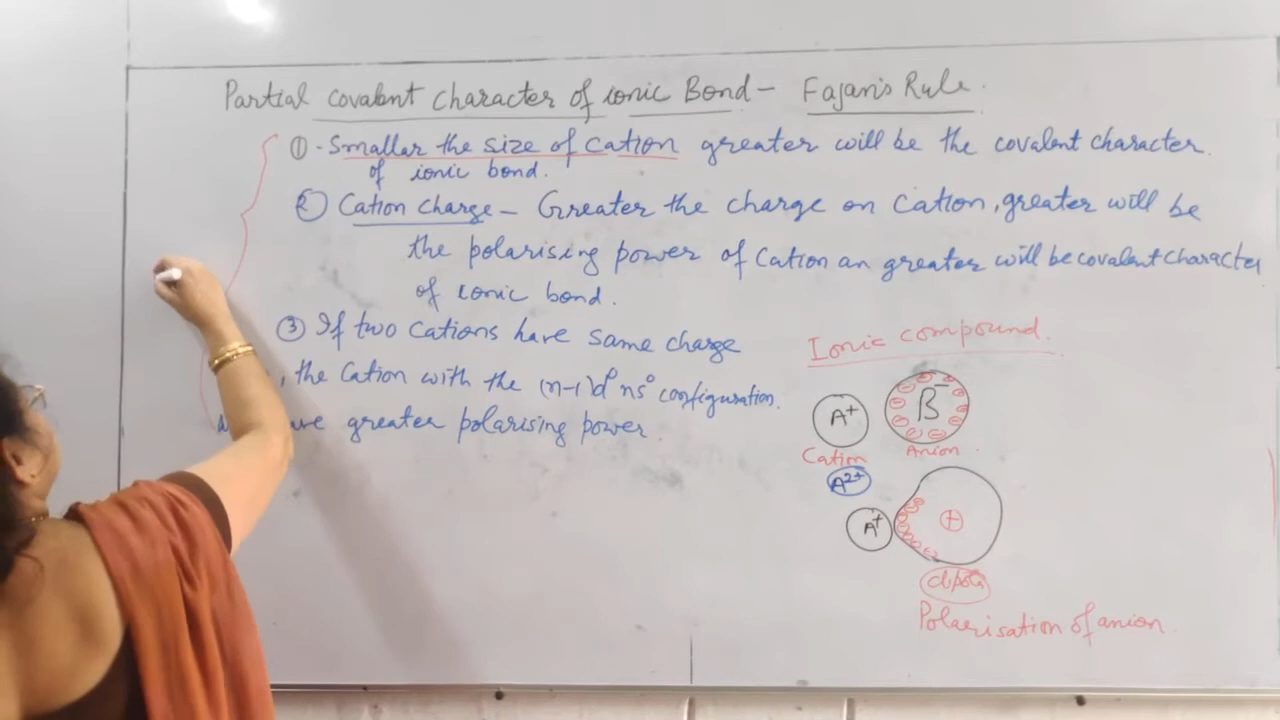 Partial covalent character of ionic Bond – Fajan's Rule.
① - Smallar the size of Cation greater will be the covalent character
of ionic bond.
② Cation charge – Greater the charge on Cation, greater will be
the polarising power of Cation an greater will be covalent character
of ionic bond.
③ If two Cations have same charge
, the Cation with the (n-1)d⁰ns⁰ configuration.
greater polarising power.
Ionic compound.
A⁺
B⁻
Cation
Anion
A²⁺
A⁺
+
dipole
Polarisation of anion